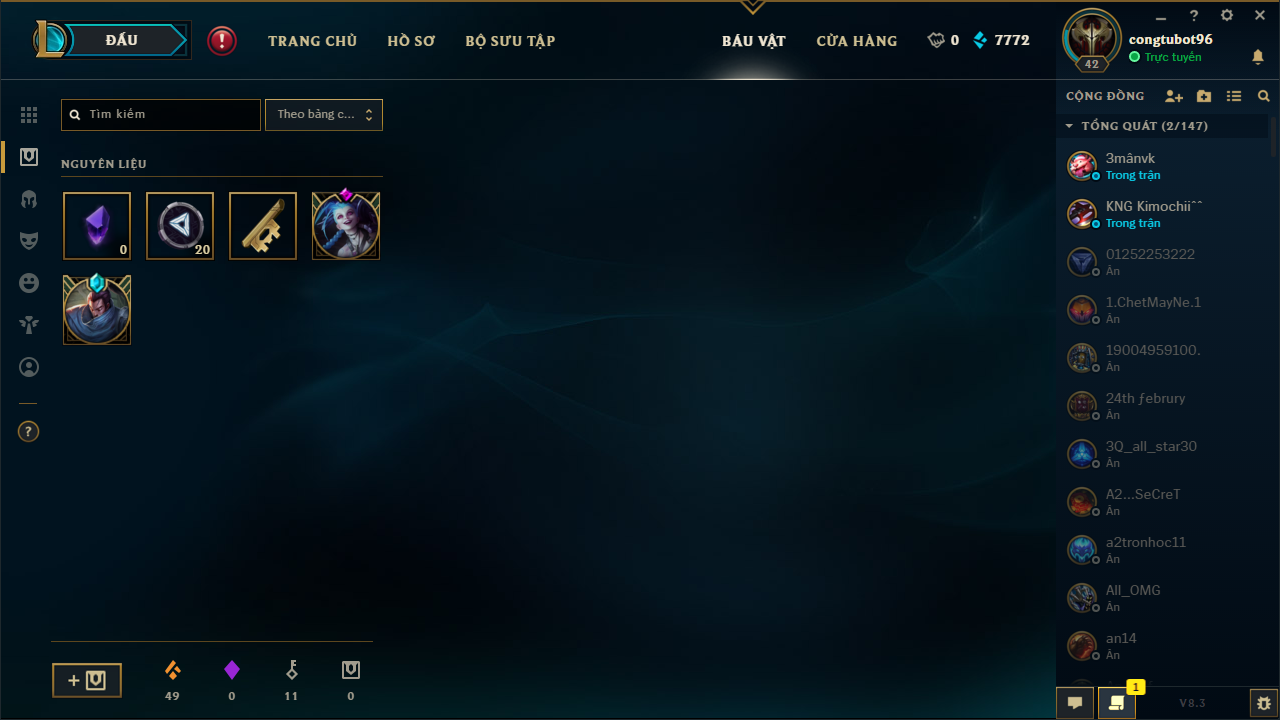 ĐẤU
TRANG CHỦ
HỒ SƠ
BỘ SƯU TẬP
BÁU VẬT
CỬA HÀNG
0
7772
42
congtubot96
Trực tuyến
Tìm kiếm
Theo bảng c...
NGUYÊN LIỆU
0
20
49
0
11
0
CỘNG ĐỒNG
TỔNG QUÁT (2/147)
3mânvk
Trong trận
KNG Kimochiiˆˆ
Trong trận
01252253222
Ẩn
1.ChetMayNe.1
Ẩn
19004959100.
Ẩn
24th ƒebrury
Ẩn
3Q_all_star30
Ẩn
A2...SeCreT
Ẩn
a2tronhoc11
Ẩn
All_OMG
Ẩn
an14
Ẩn
1
V8.3